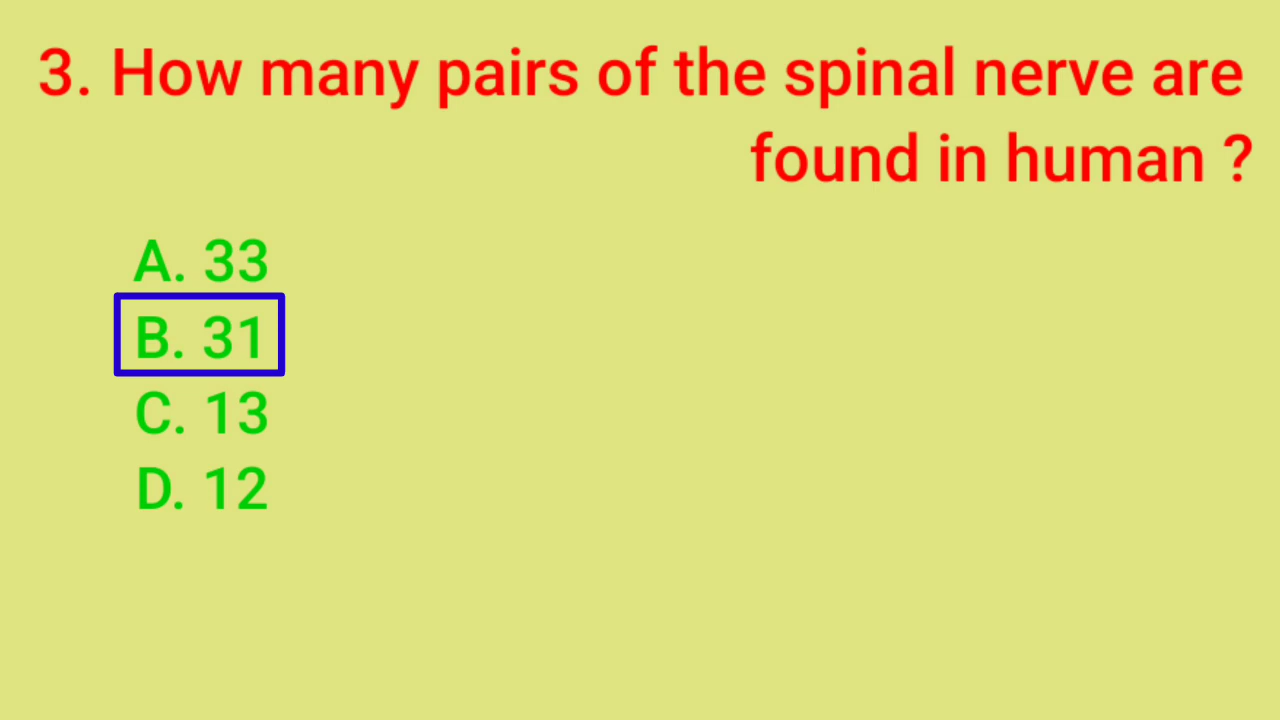 3. How many pairs of the spinal nerve are
found in human ?
A. 33
B. 31
C. 13
D. 12